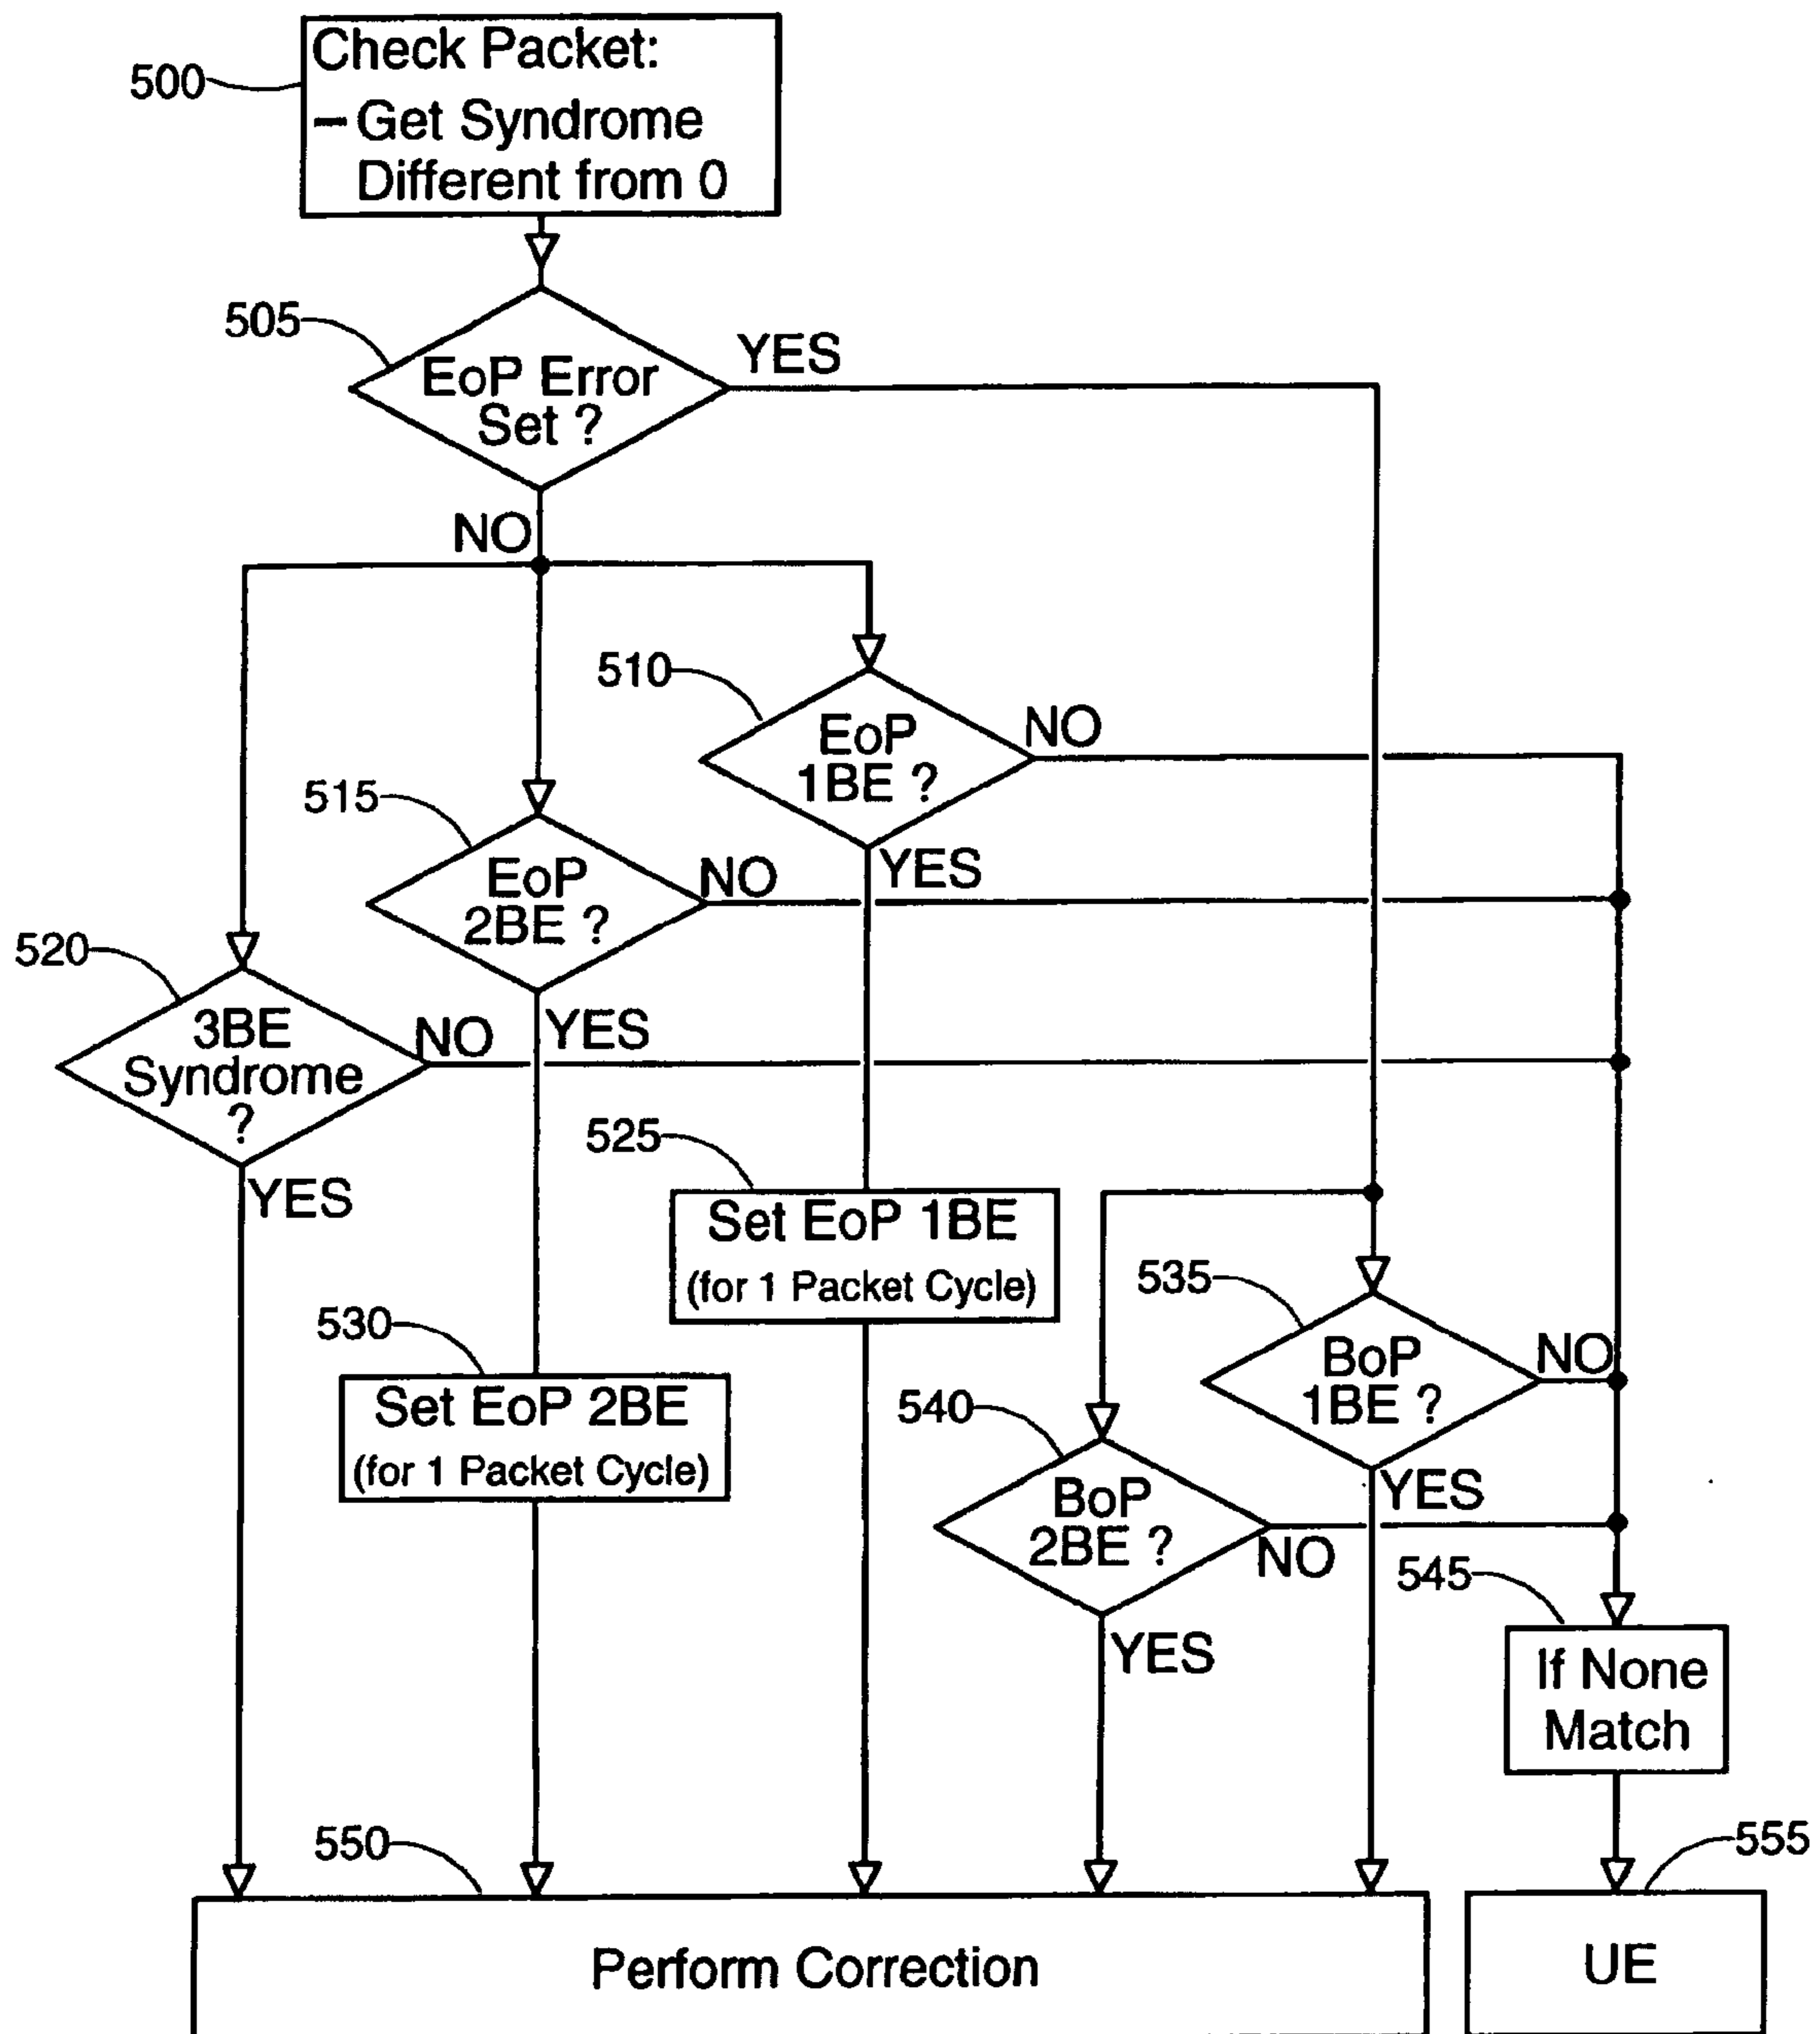 500
Check Packet:
– Get Syndrome
Different from 0
505
EoP Error
Set ?
YES
NO
510
EoP
1BE ?
NO
YES
515
EoP
2BE ?
NO
YES
520
3BE
Syndrome
?
NO
YES
525
Set EoP 1BE
(for 1 Packet Cycle)
530
Set EoP 2BE
(for 1 Packet Cycle)
535
BoP
1BE ?
NO
YES
540
BoP
2BE ?
NO
YES
545
If None
Match
550
Perform Correction
555
UE